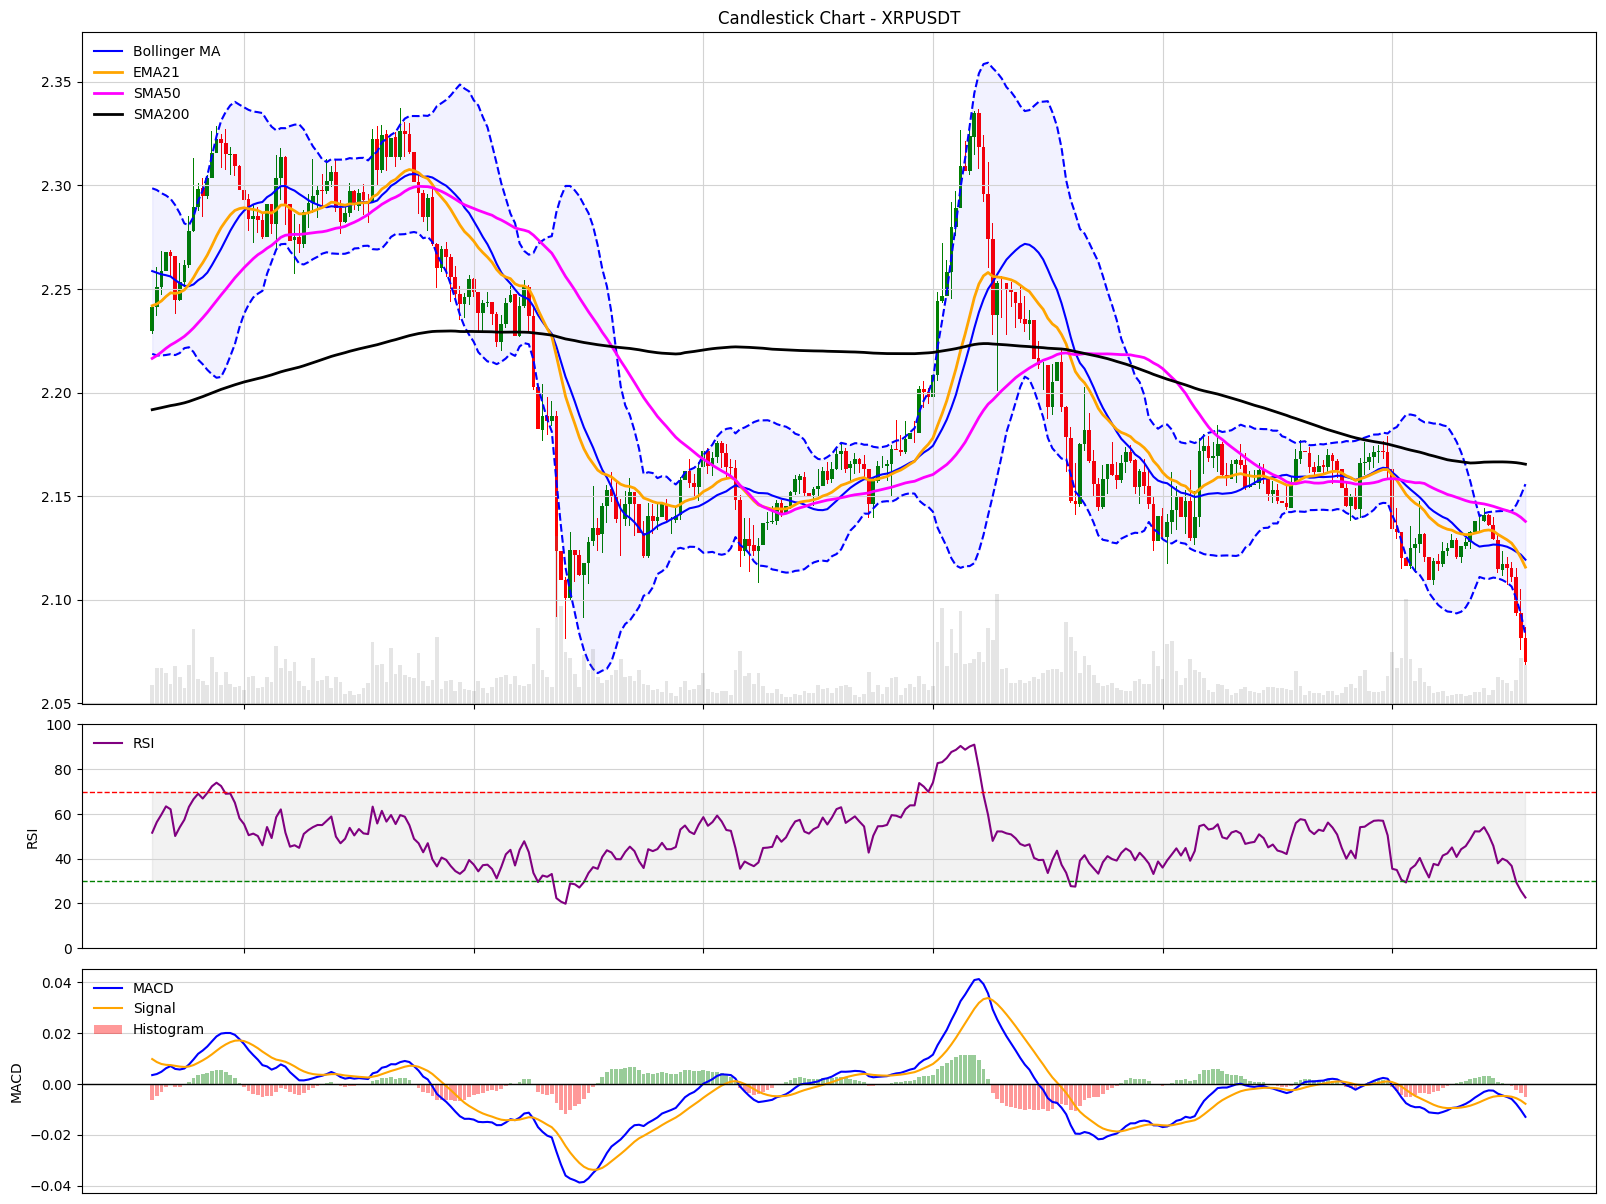 Candlestick Chart - XRPUSDT
Bollinger MA
EMA21
SMA50
SMA200
2.35
2.30
2.25
2.20
2.15
2.10
2.05
RSI
RSI
100
80
60
40
20
0
MACD
Signal
Histogram
MACD
0.04
0.02
0.00
−0.02
−0.04